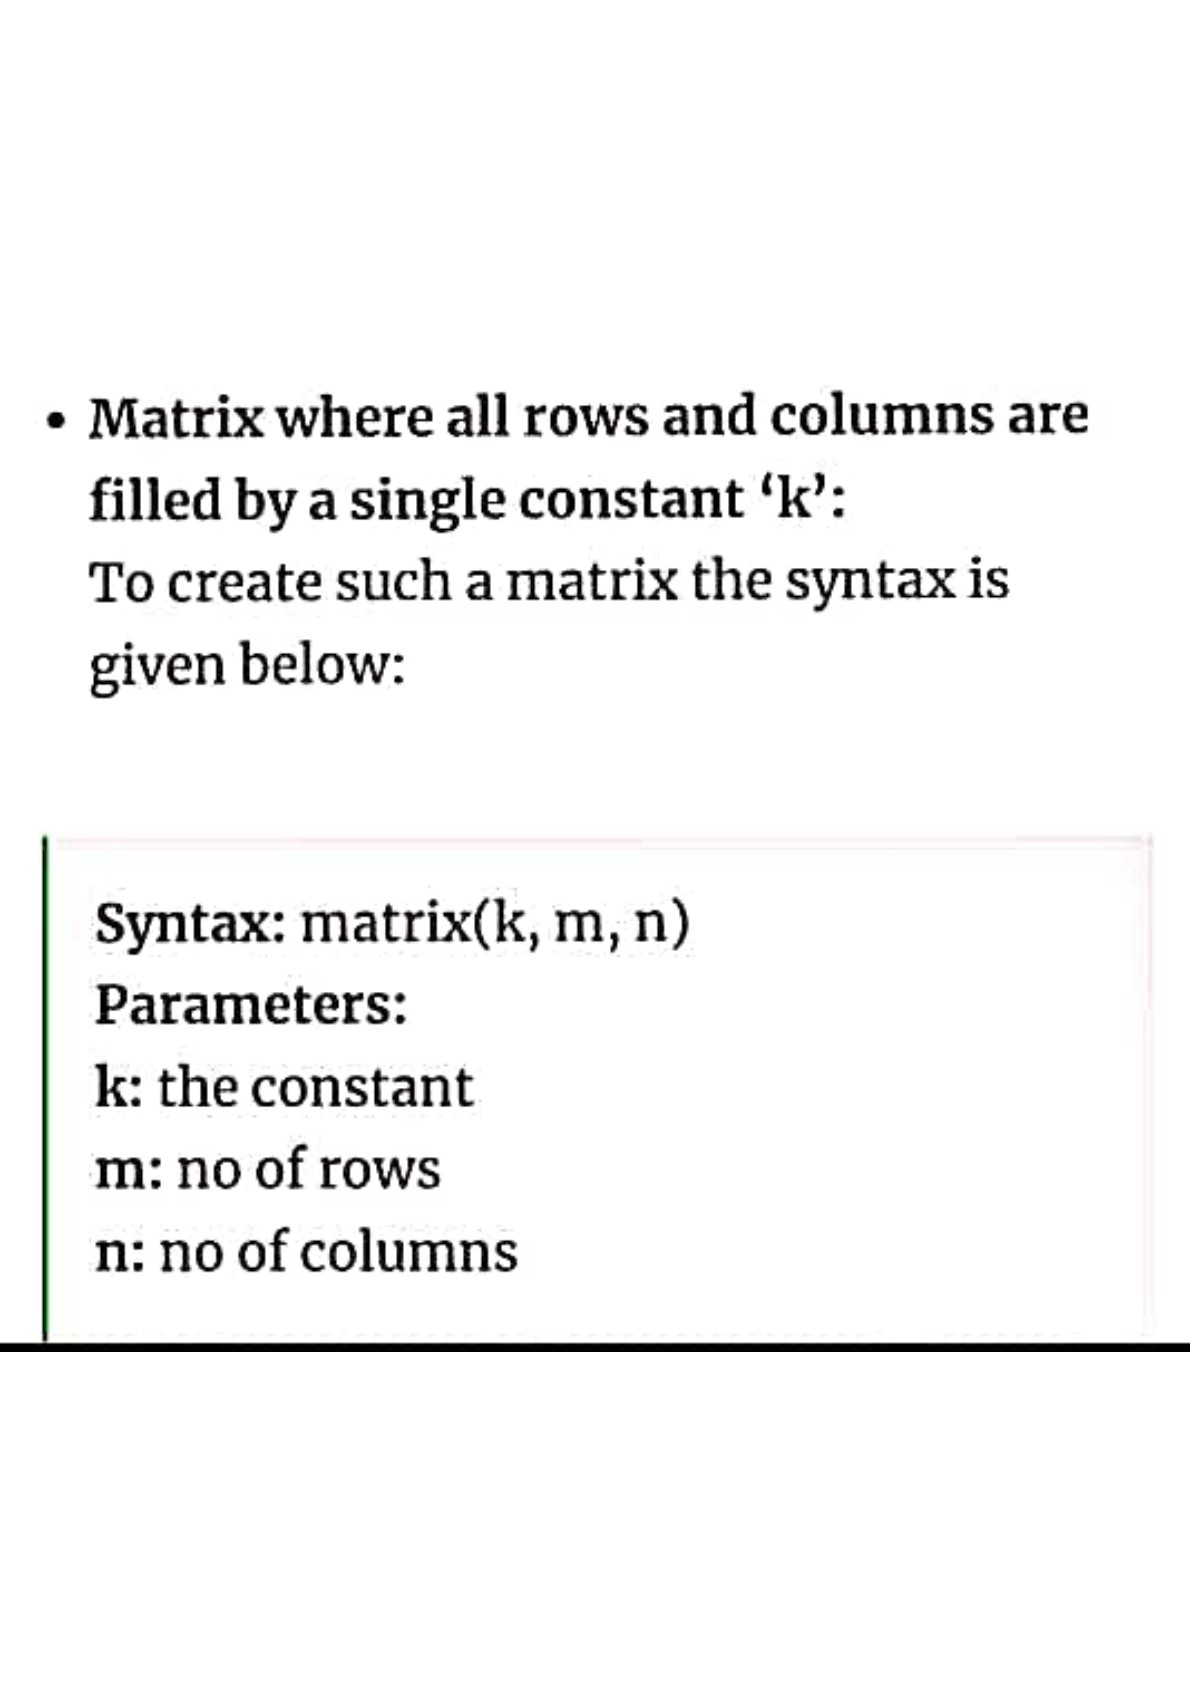 • Matrix where all rows and columns are
filled by a single constant ‘k’:
To create such a matrix the syntax is
given below:
Syntax: matrix(k, m, n)
Parameters:
k: the constant
m: no of rows
n: no of columns